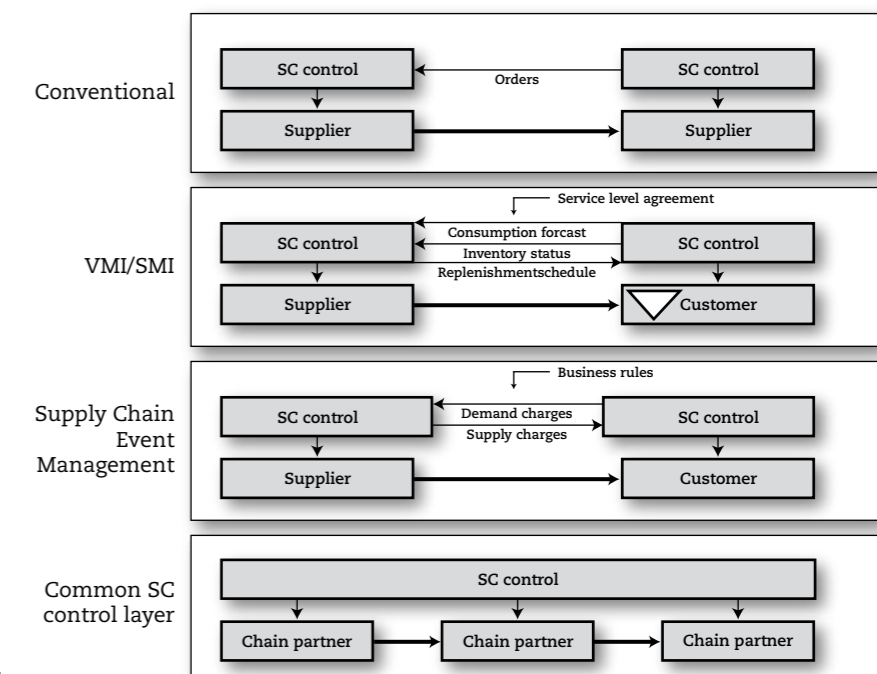 Conventional
SC control
Orders
SC control
Supplier
Supplier
VMI/SMI
Service level agreement
SC control
Consumption forcast
Inventory status
Replenishmentschedule
SC control
Supplier
Customer
Supply Chain
Event
Management
Business rules
SC control
Demand charges
Supply charges
SC control
Supplier
Customer
Common SC
control layer
SC control
Chain partner
Chain partner
Chain partner